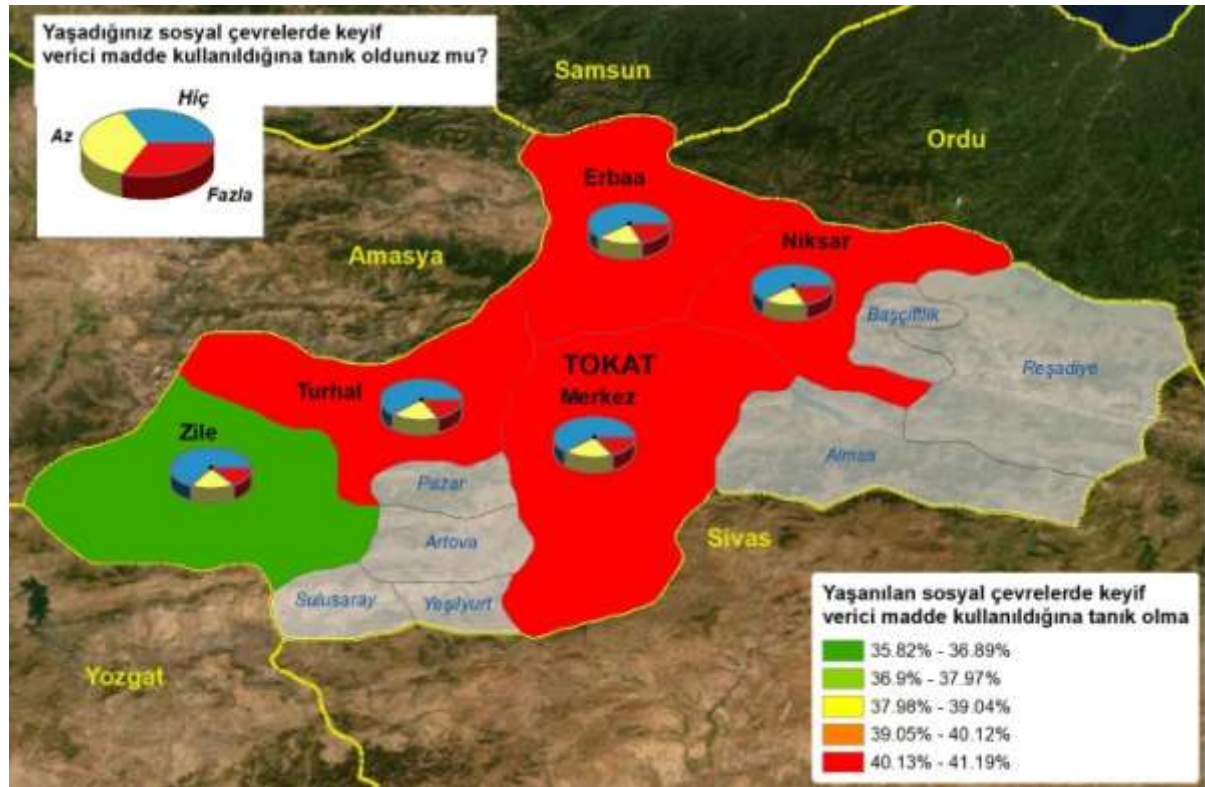 Yaşadığınız sosyal çevrelerde keyif
verici madde kullanıldığına tanık oldunuz mu?
Hiç
Az
Fazla
Samsun
Ordu
Erbaa
Amasya
Niksar
Başçiftlik
Reşadiye
TOKAT
Merkez
Turhal
Zile
Almus
Pazar
Artova
Sivas
Sulusaray
Yeşilyurt
Yozgat
Yaşanılan sosyal çevrelerde keyif
verici madde kullanıldığına tanık olma
35.82% - 36.89%
36.9% - 37.97%
37.98% - 39.04%
39.05% - 40.12%
40.13% - 41.19%